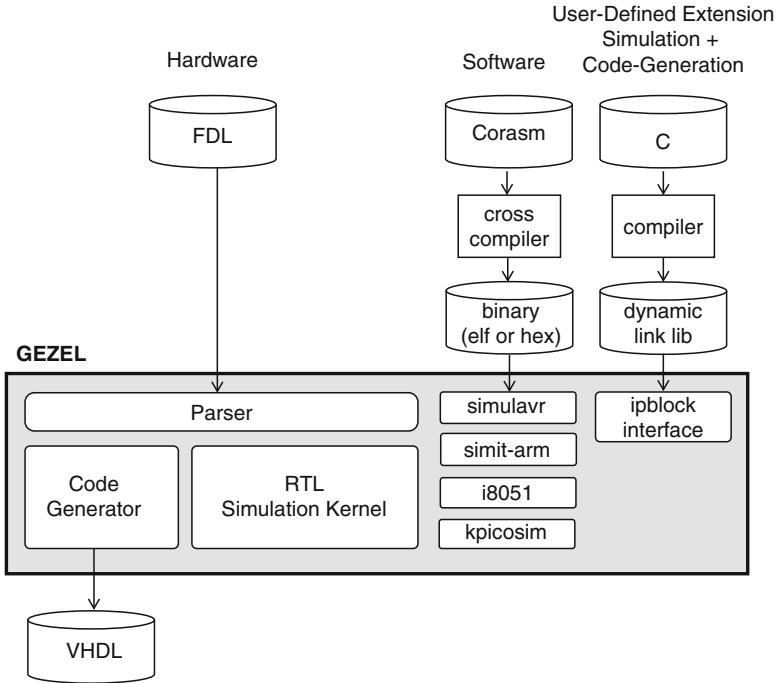 User-Defined Extension
Simulation +
Code-Generation
Hardware
Software
FDL
Corasm
C
cross
compiler
compiler
binary
(elf or hex)
dynamic
link lib
GEZEL
Parser
simulavr
ipblock
interface
simit-arm
Code
Generator
RTL
Simulation Kernel
i8051
kpicosim
VHDL